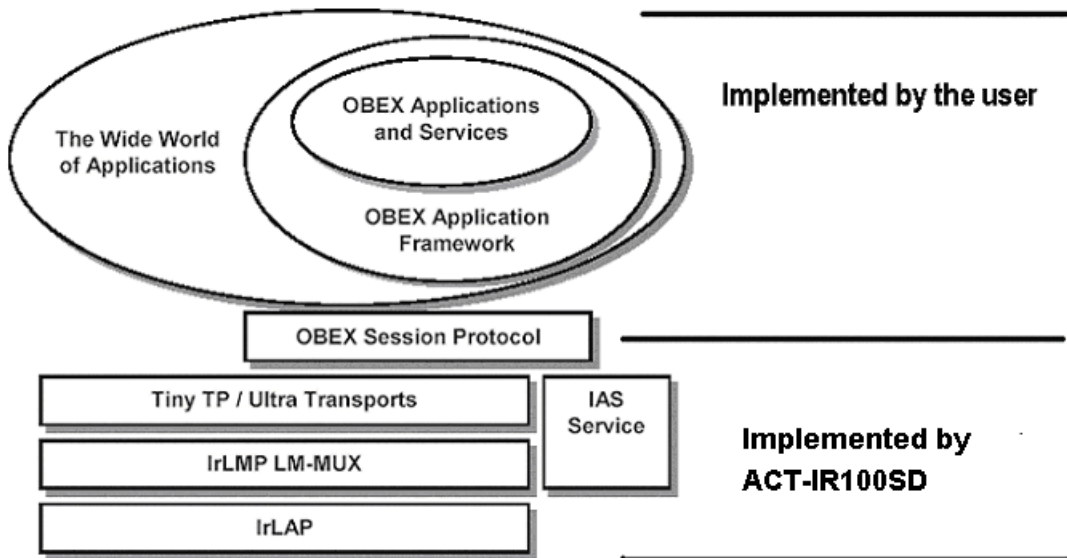 OBEX Applications
and Services
Implemented by the user
The Wide World
of Applications
OBEX Application
Framework
OBEX Session Protocol
Tiny TP / Ultra Transports
IAS
Service
IrLMP LM-MUX
Implemented by
ACT-IR100SD
IrLAP